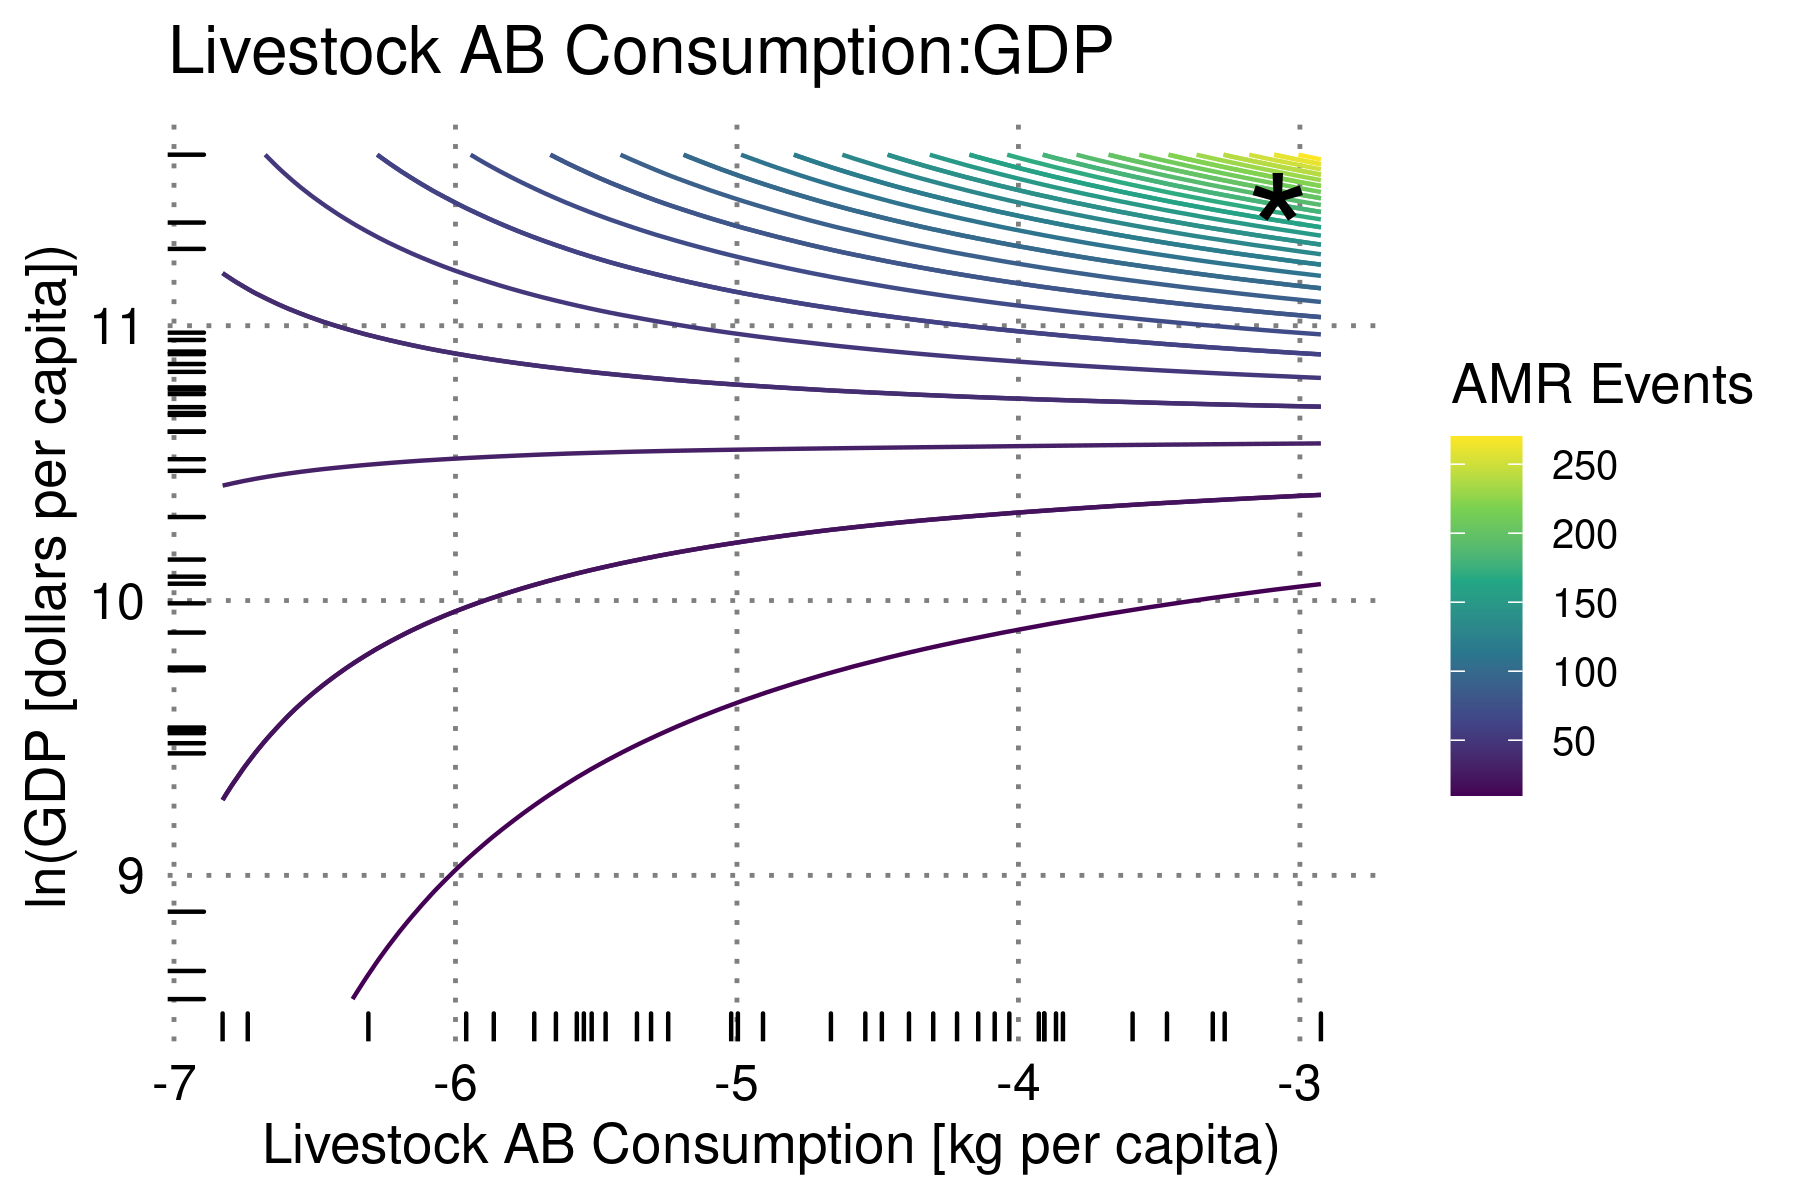 Livestock AB Consumption:GDP
ln(GDP [dollars per capita])
11
10
9
*
-7 -6 -5 -4 -3
Livestock AB Consumption [kg per capita)
AMR Events
250
200
150
100
50